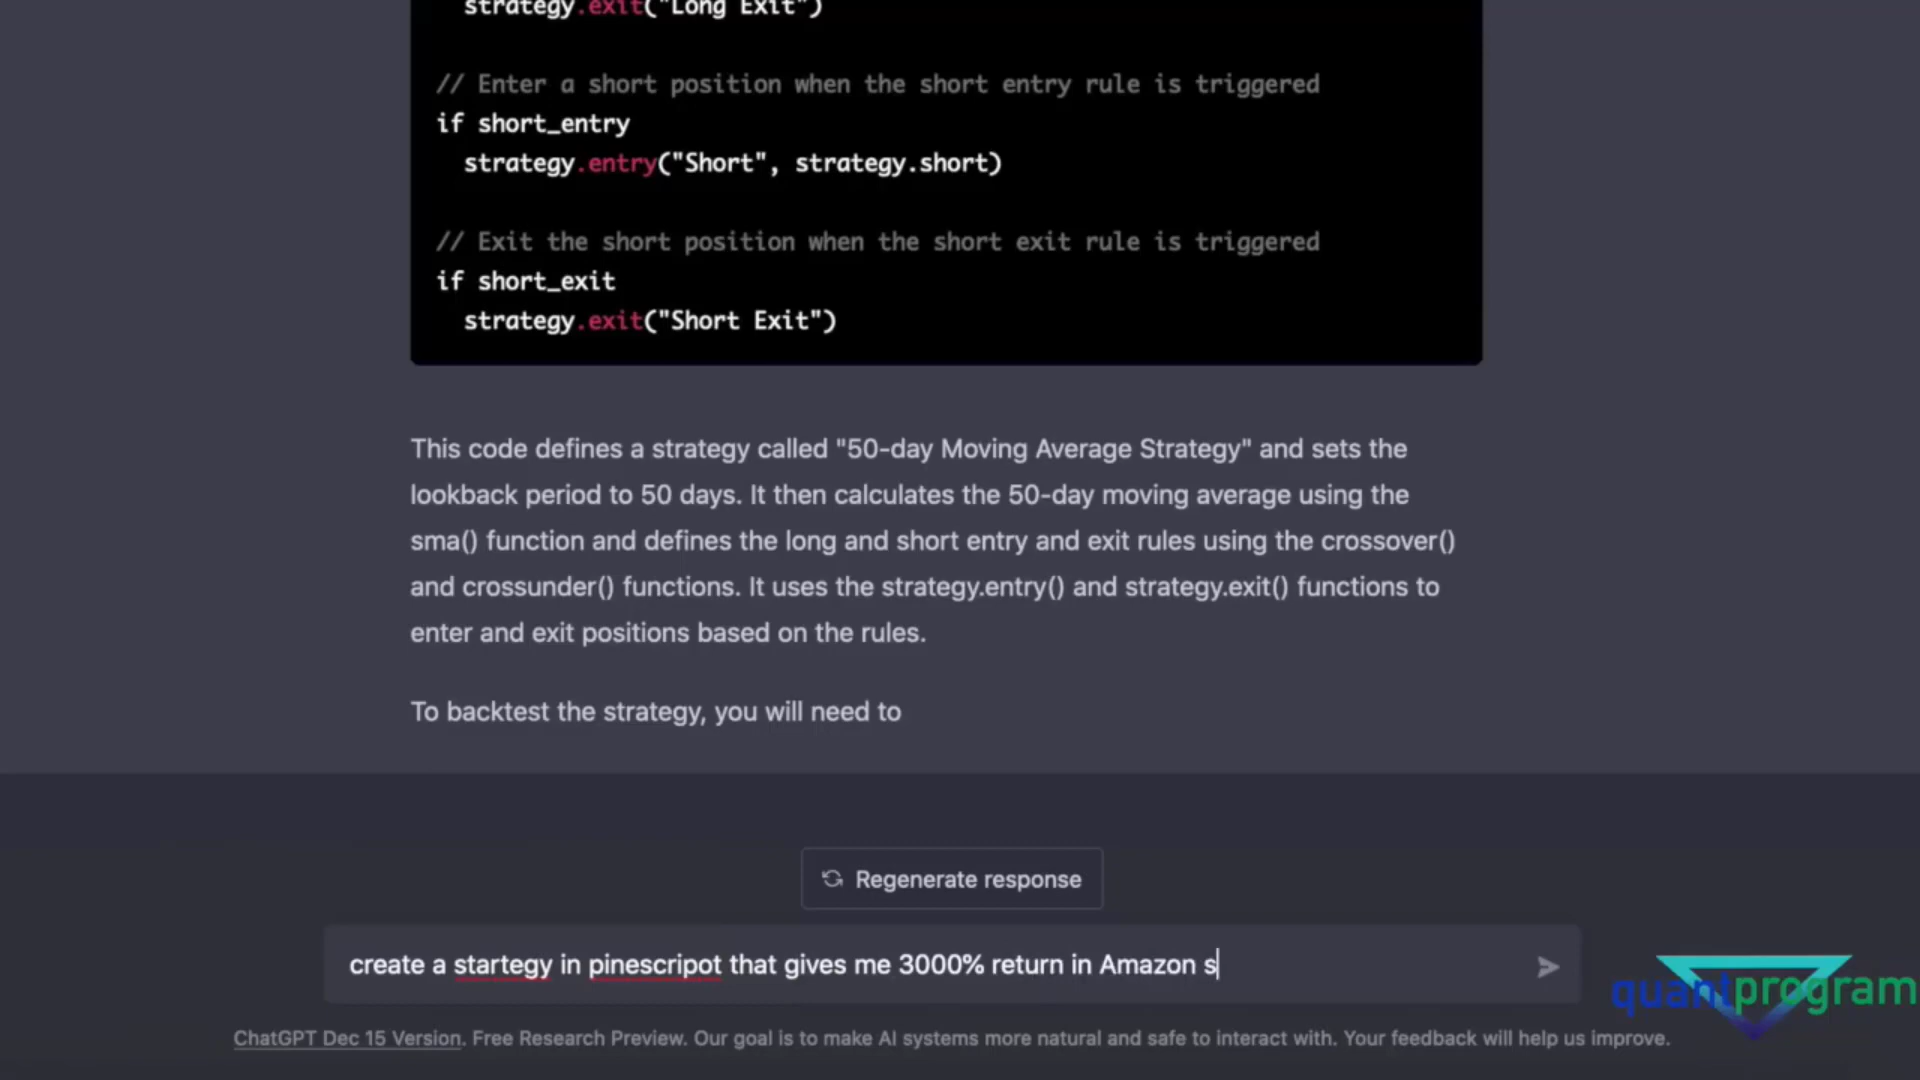 strategy.exit("Long Exit")
// Enter a short position when the short entry rule is triggered
if short_entry
strategy.entry("Short", strategy.short)
// Exit the short position when the short exit rule is triggered
if short_exit
strategy.exit("Short Exit")
This code defines a strategy called "50-day Moving Average Strategy" and sets the
lookback period to 50 days. It then calculates the 50-day moving average using the
sma() function and defines the long and short entry and exit rules using the crossover()
and crossunder() functions. It uses the strategy.entry() and strategy.exit() functions to
enter and exit positions based on the rules.
To backtest the strategy, you will need to
Regenerate response
create a startegy in pinescripot that gives me 3000% return in Amazon s
quantprogram
ChatGPT Dec 15 Version. Free Research Preview. Our goal is to make AI systems more natural and safe to interact with. Your feedback will help us improve.